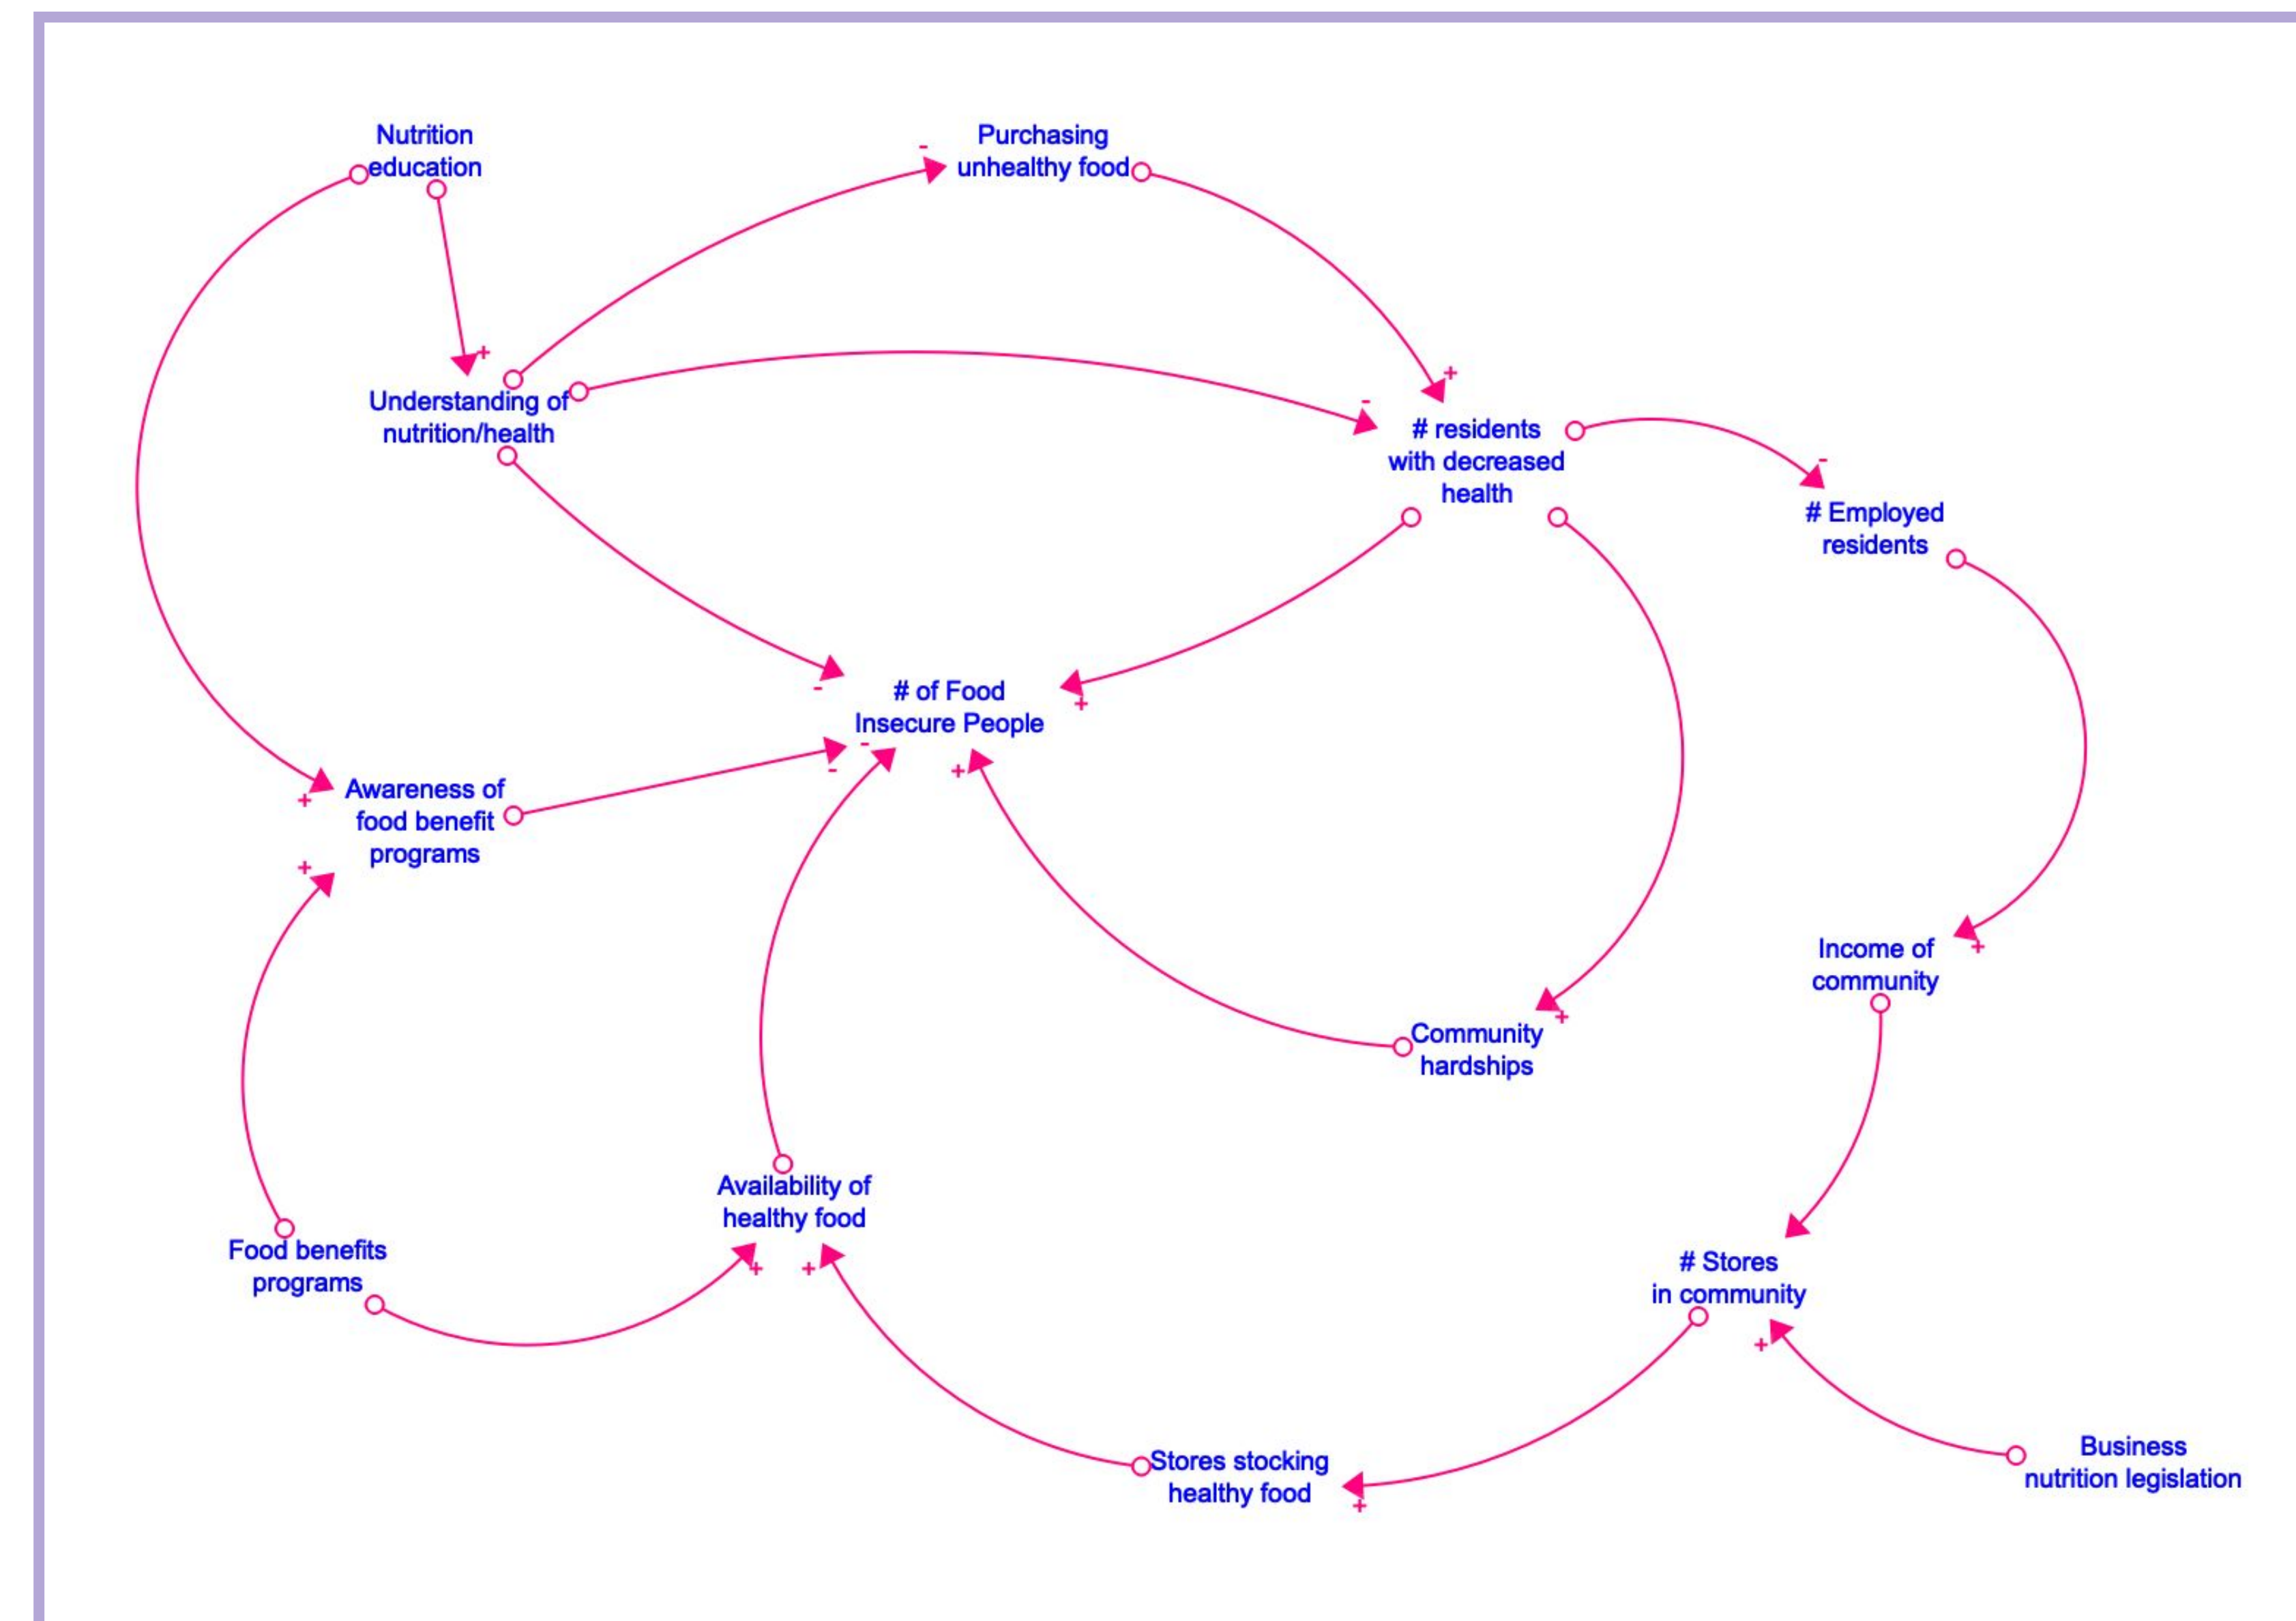 Nutrition
education
Purchasing
unhealthy food
-
+
+
Understanding of
nutrition/health
-
# residents
with decreased
health
-
# Employed
residents
-
# of Food
Insecure People
+
-
-
+
+
Awareness of
food benefit
programs
+
Income of
community
+
Community
hardships
+
Availability of
healthy food
Food benefits
programs
+
+
# Stores
in community
+
Business
nutrition legislation
Stores stocking
healthy food
+